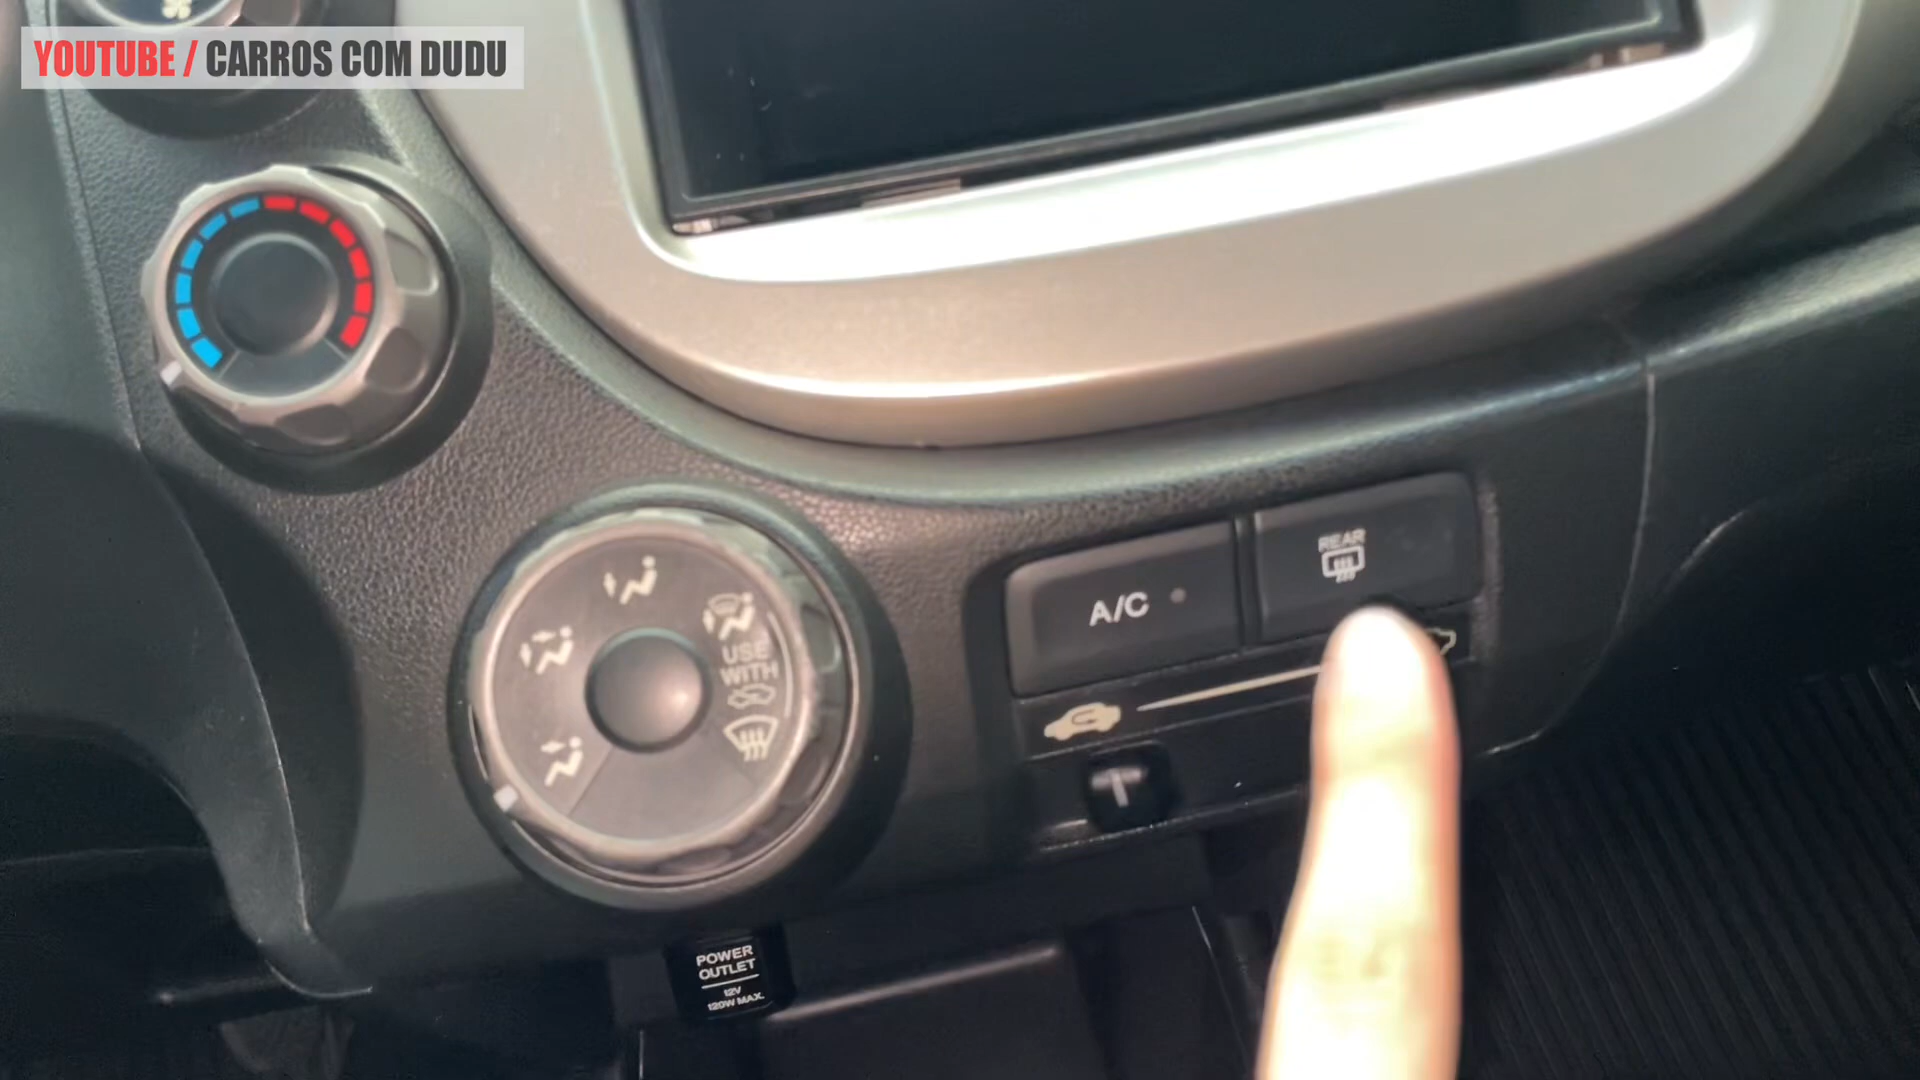 YOUTUBE / CARROS COM DUDU
REAR
A/C
USE
WITH
POWER
OUTLET
12V
120W MAX.